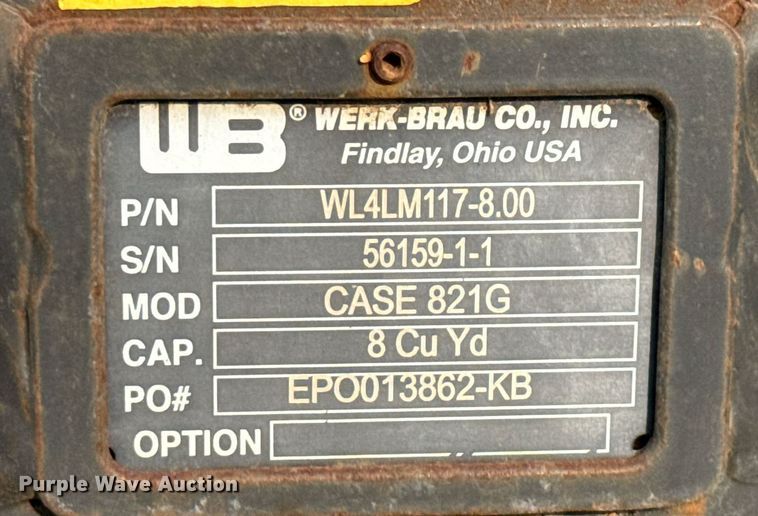 WB® WERK-BRAU CO., INC.
Findlay, Ohio USA
P/N WL4LM117-8.00
S/N 56159-1-1
MOD CASE 821G
CAP. 8 Cu Yd
PO# EPO013862-KB
OPTION
Purple Wave Auction